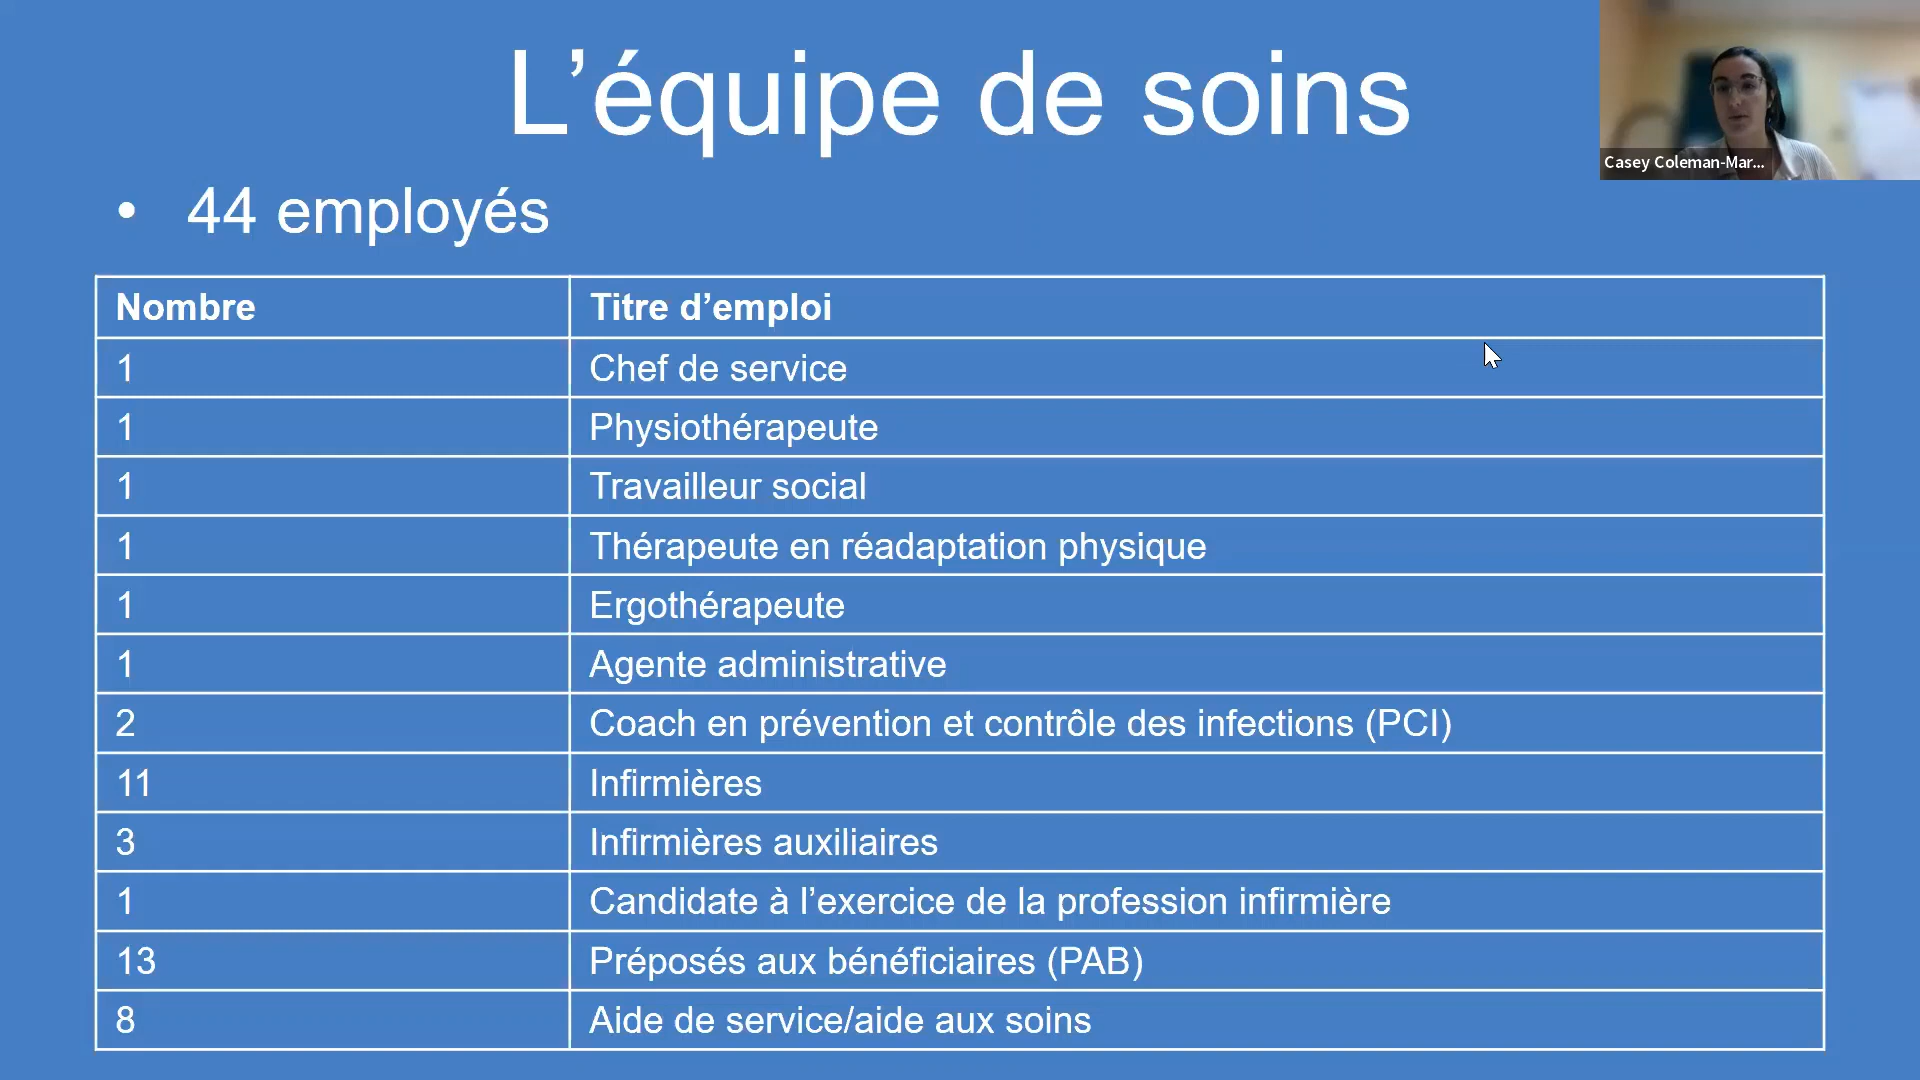 L’équipe de soins
Casey Coleman-Mar...
• 44 employés
Nombre Titre d’emploi
1 Chef de service
1 Physiothérapeute
1 Travailleur social
1 Thérapeute en réadaptation physique
1 Ergothérapeute
1 Agente administrative
2 Coach en prévention et contrôle des infections (PCI)
11 Infirmières
3 Infirmières auxiliaires
1 Candidate à l’exercice de la profession infirmière
13 Préposés aux bénéficiaires (PAB)
8 Aide de service/aide aux soins